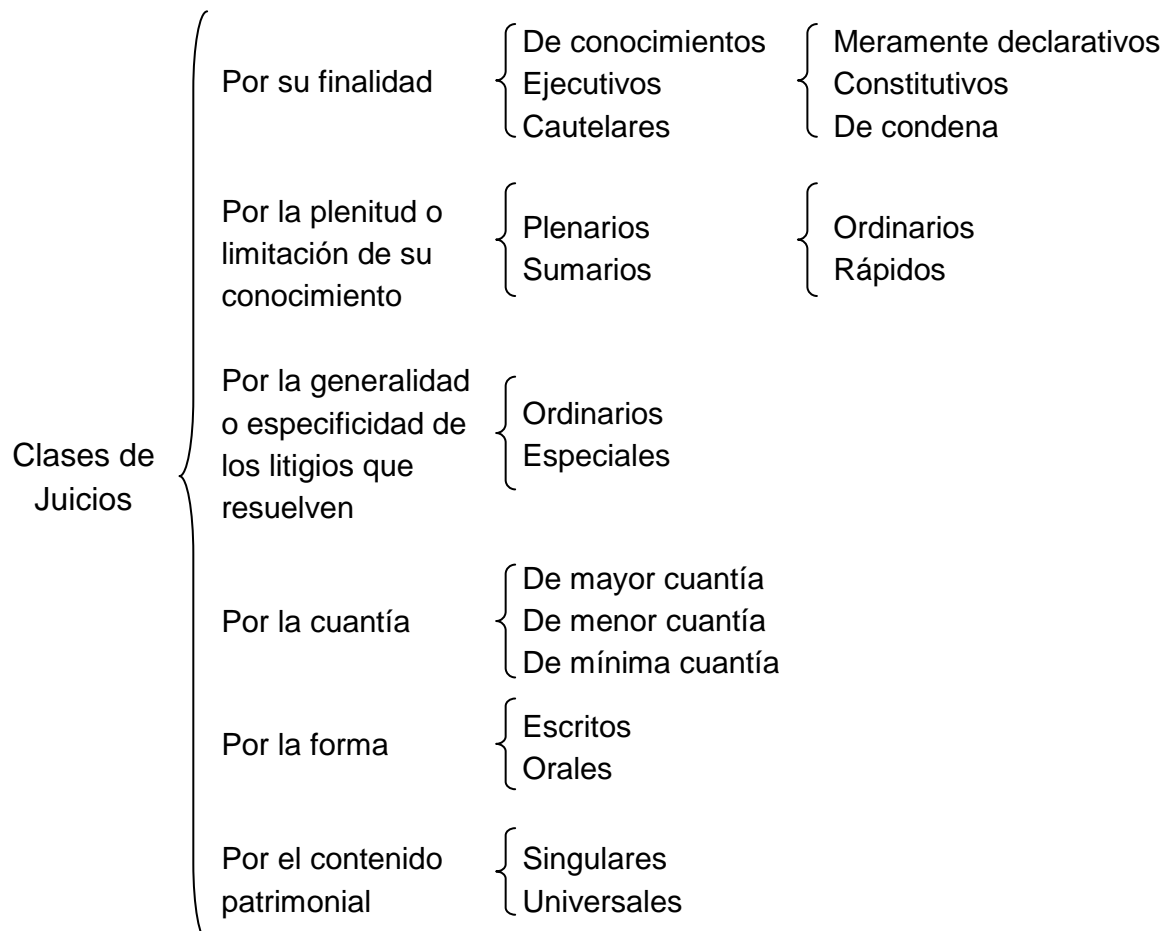 Clases de
Juicios
Por su finalidad
De conocimientos
Ejecutivos
Cautelares
Meramente declarativos
Constitutivos
De condena
Por la plenitud o
limitación de su
conocimiento
Plenarios
Sumarios
Ordinarios
Rápidos
Por la generalidad
o especificidad de
los litigios que
resuelven
Ordinarios
Especiales
Por la cuantía
De mayor cuantía
De menor cuantía
De mínima cuantía
Por la forma
Escritos
Orales
Por el contenido
patrimonial
Singulares
Universales